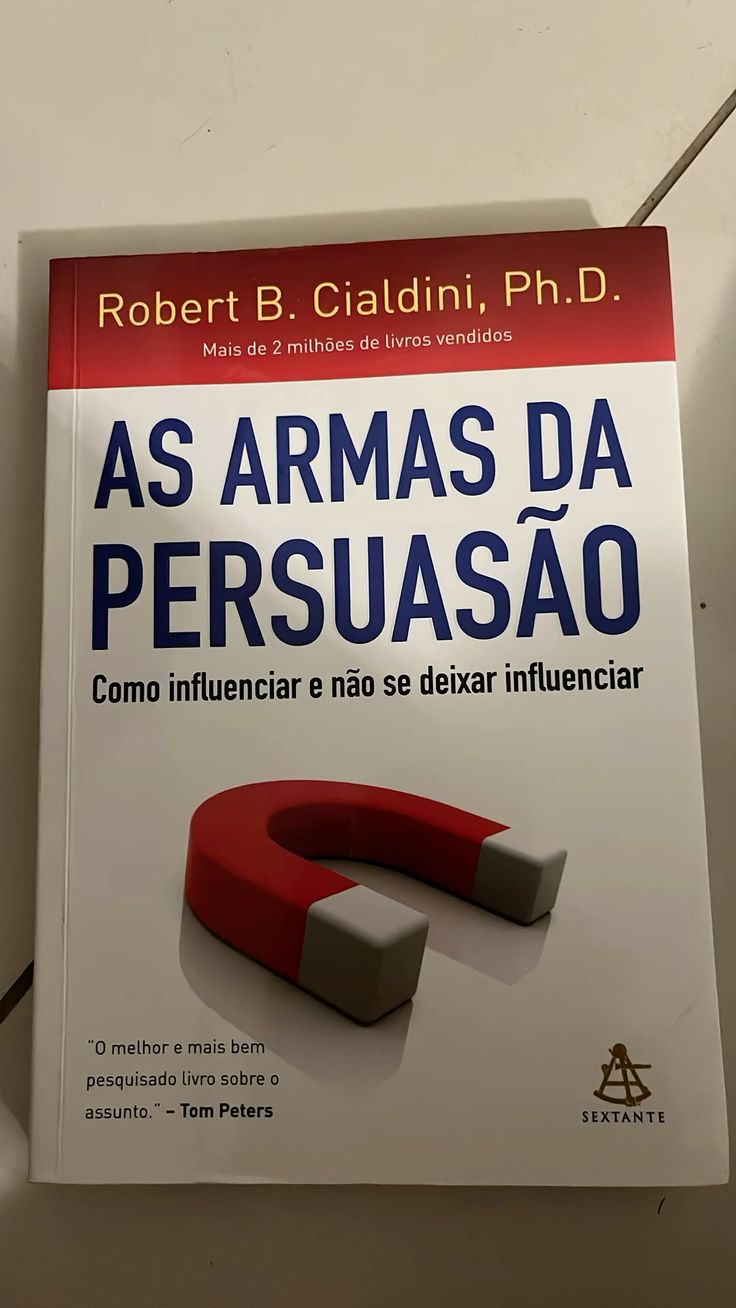 Robert B. Cialdini, Ph.D.
Mais de 2 milhões de livros vendidos
AS ARMAS DA
PERSUASÃO
Como influenciar e não se deixar influenciar
“O melhor e mais bem
pesquisado livro sobre o
assunto.” – Tom Peters
SEXTANTE